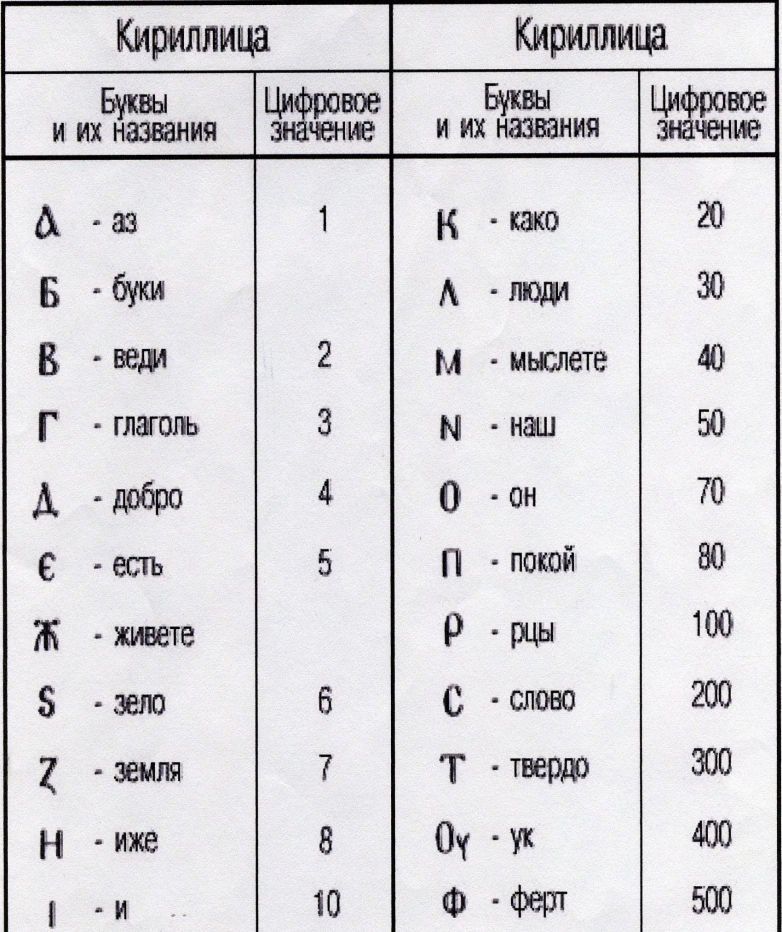 Кириллица Кириллица
Буквы и их названия Цифровое значение Буквы и их названия Цифровое значение
Ⰰ - аз 1 К - како 20
Б - буки Л - люди 30
В - веди 2 М - мыслете 40
Г - глаголь 3 N - наш 50
Д - добро 4 О - он 70
Є - есть 5 П - покой 80
Ж - живете Р - рцы 100
Ѕ - зело 6 С - слово 200
Ꙁ - земля 7 Т - твердо 300
Н - иже 8 Оу - ук 400
І - и 10 Ф - ферт 500